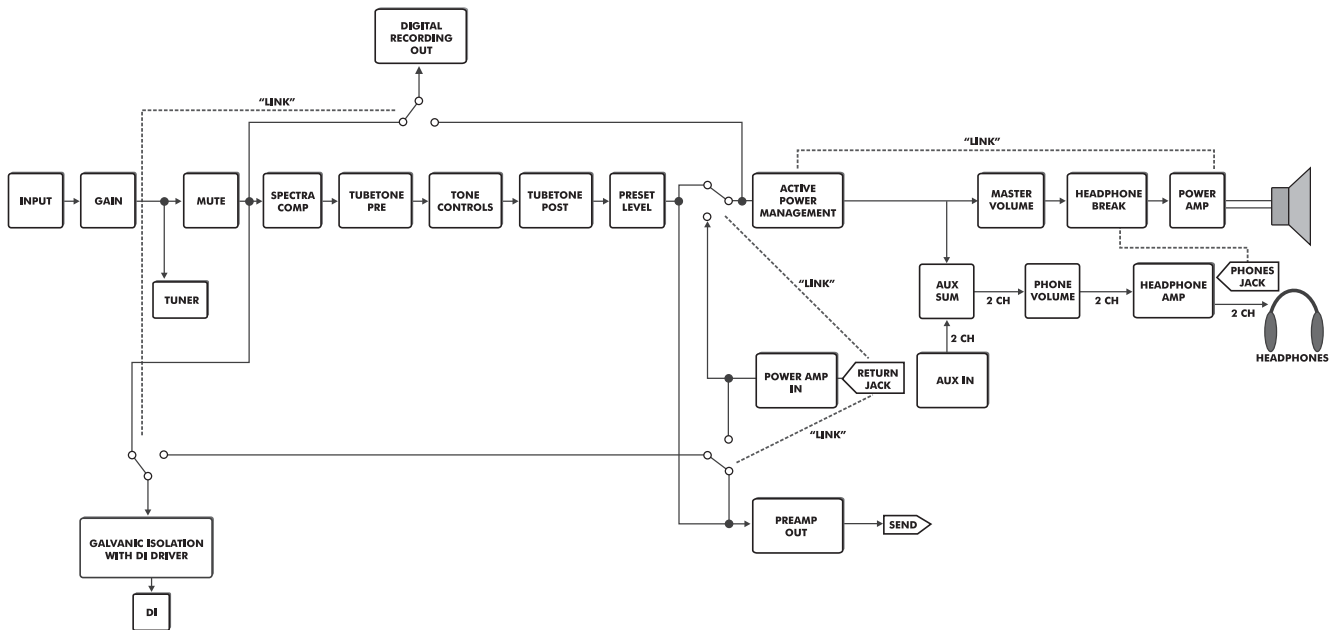 DIGITAL
RECORDING
OUT
“LINK”
“LINK”
INPUT
GAIN
MUTE
SPECTRA
COMP
TUBETONE
PRE
TONE
CONTROLS
TUBETONE
POST
PRESET
LEVEL
ACTIVE
POWER
MANAGEMENT
MASTER
VOLUME
HEADPHONE
BREAK
POWER
AMP
TUNER
“LINK”
AUX
SUM
2 CH
PHONE
VOLUME
2 CH
HEADPHONE
AMP
PHONES
JACK
2 CH
HEADPHONES
2 CH
POWER AMP
IN
RETURN
JACK
AUX IN
“LINK”
GALVANIC ISOLATION
WITH DI DRIVER
PREAMP
OUT
SEND
DI